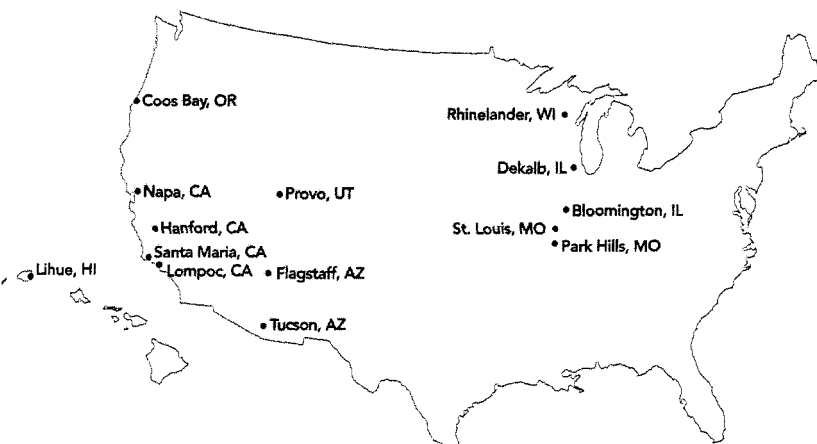 Coos Bay, OR
Rhinelander, WI
Dekalb, IL
Napa, CA
Provo, UT
Bloomington, IL
Hanford, CA
St. Louis, MO
Park Hills, MO
Santa Maria, CA
Lihue, HI
Lompoc, CA
Flagstaff, AZ
Tucson, AZ